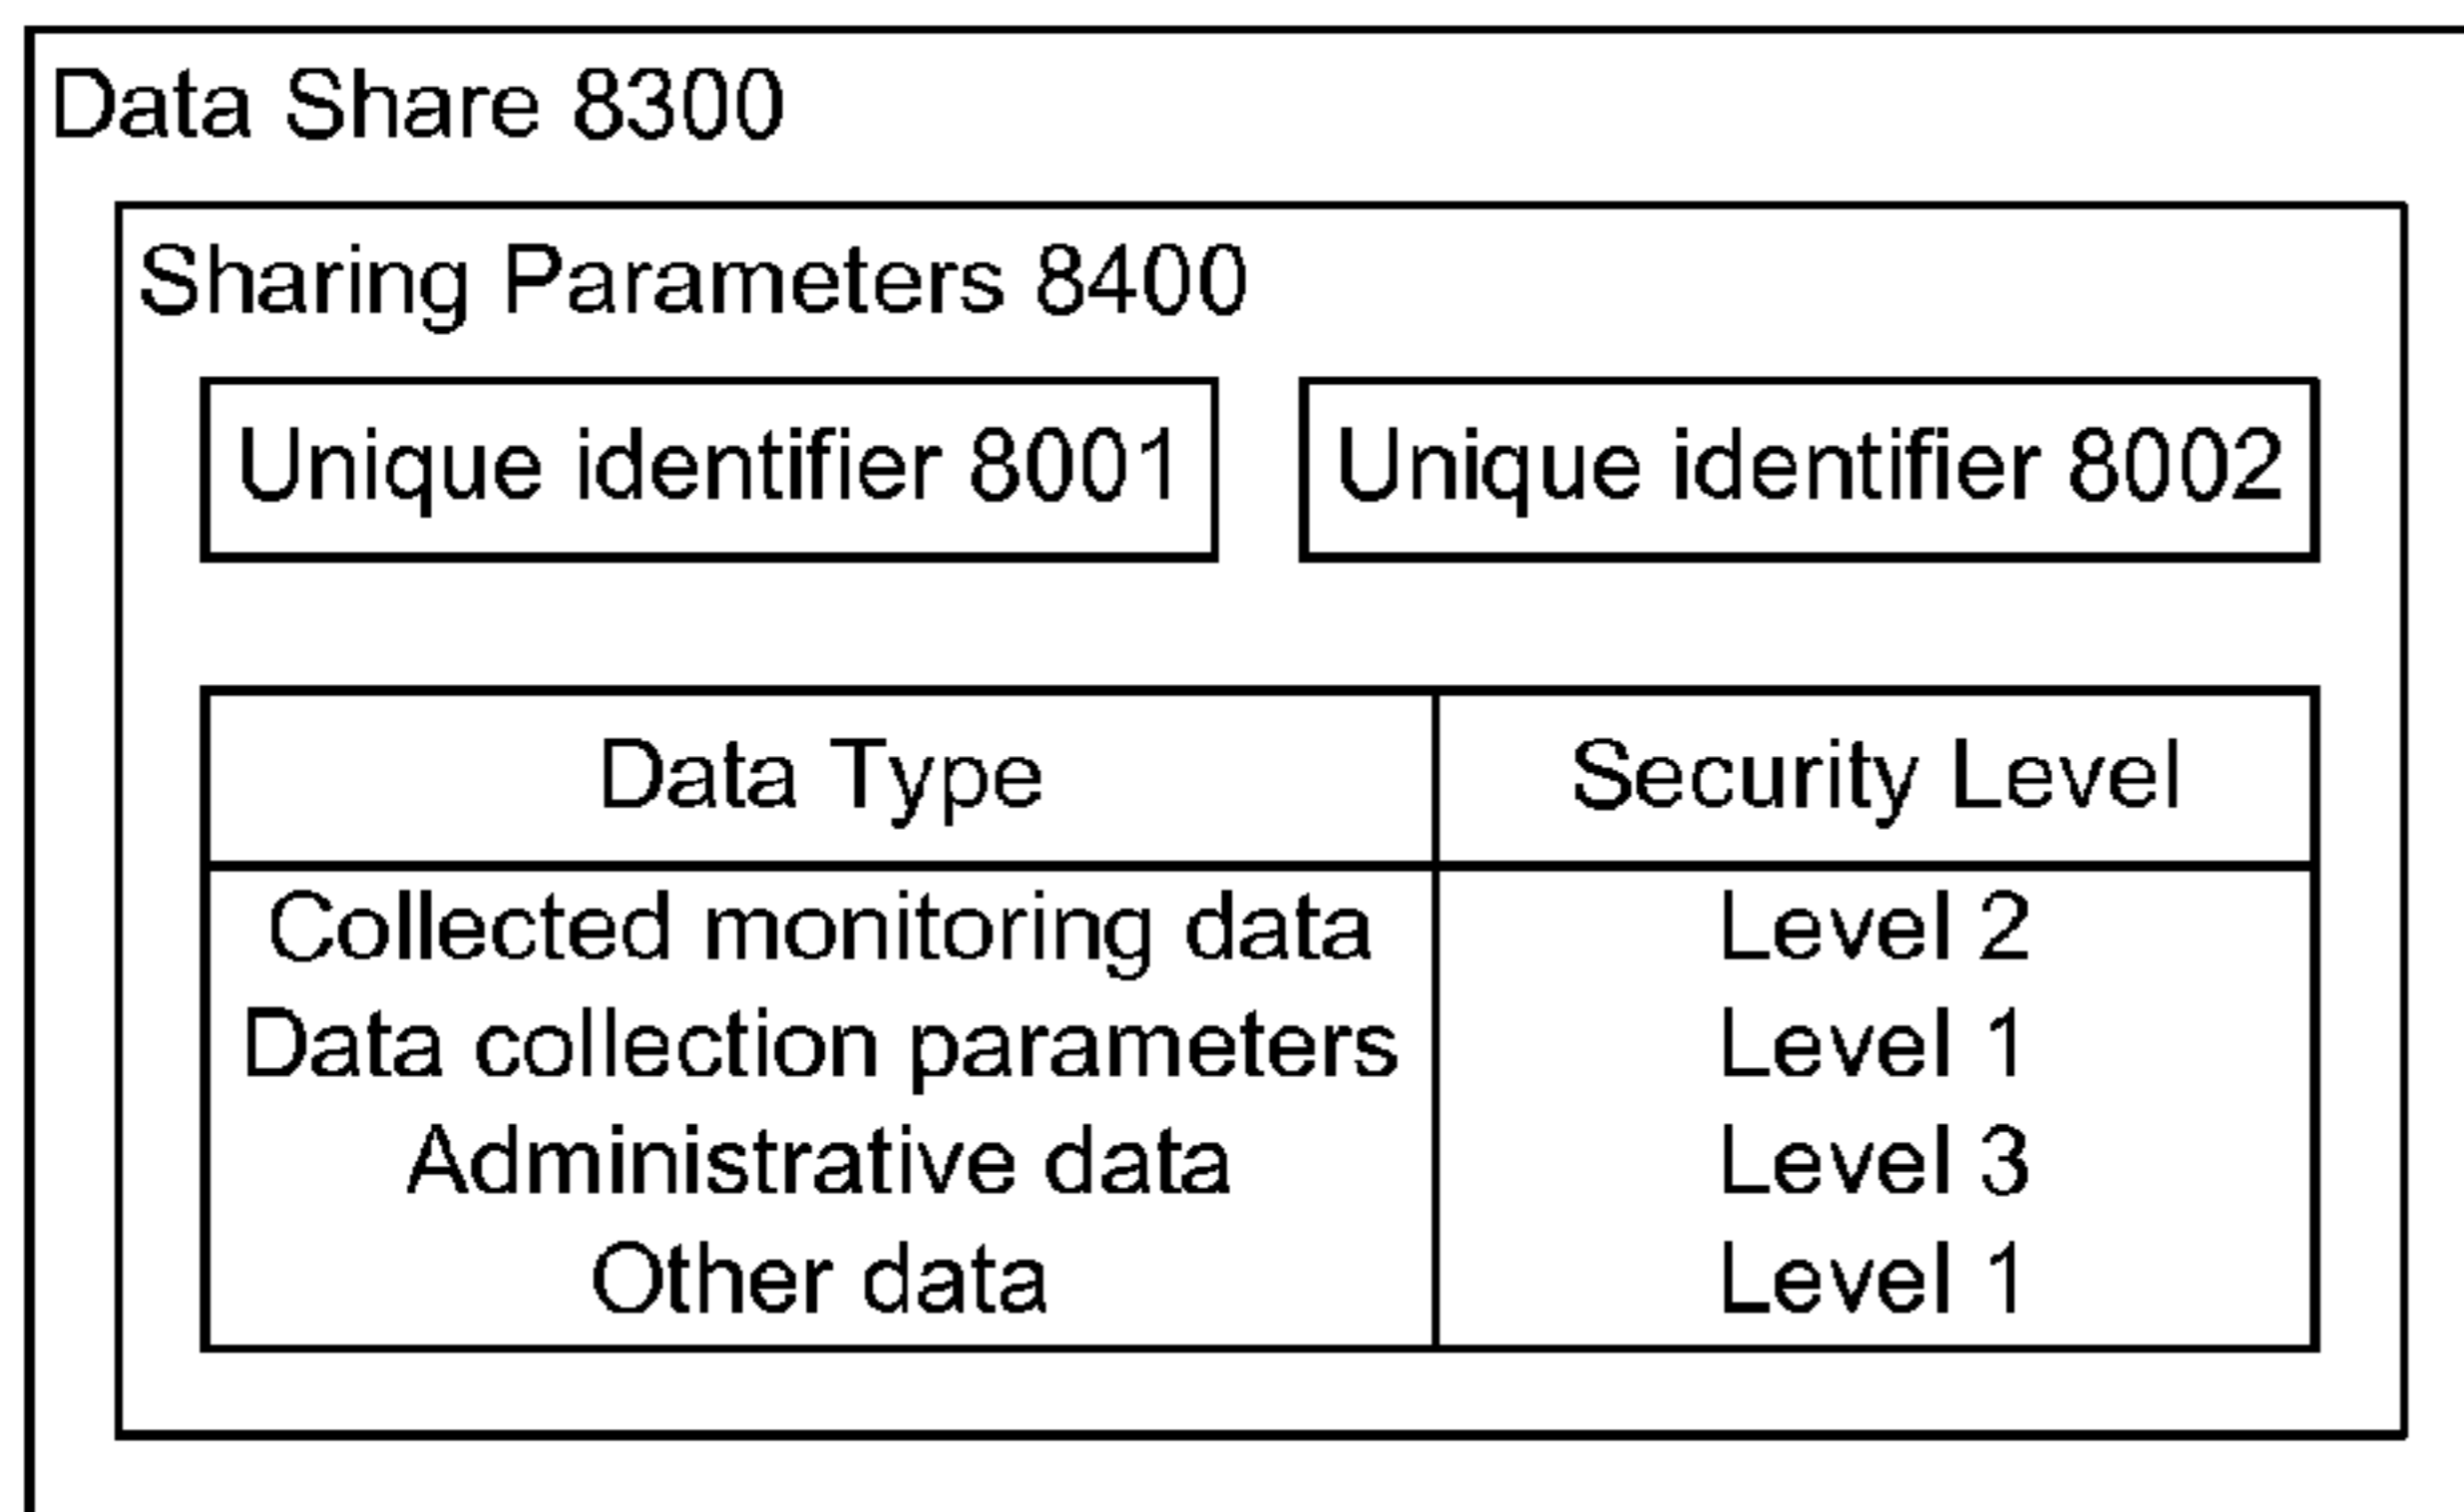 Data Share 8300
Sharing Parameters 8400
Unique identifier 8001 Unique identifier 8002
Data Type Security Level
Collected monitoring data Level 2
Data collection parameters Level 1
Administrative data Level 3
Other data Level 1